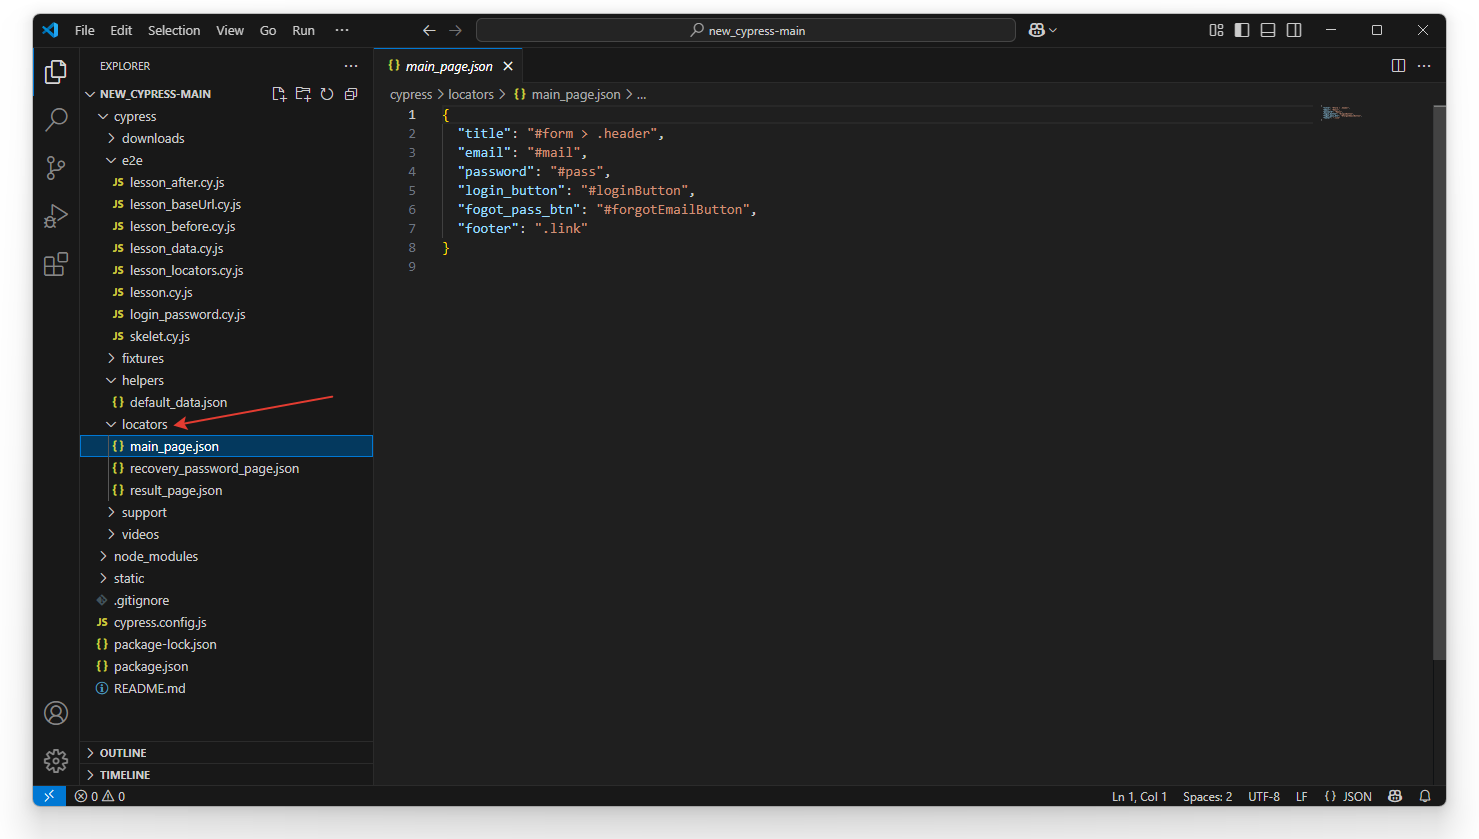 File Edit Selection View Go Run ··· new_cypress-main
EXPLORER ···
NEW_CYPRESS-MAIN
cypress
downloads
e2e
JS lesson_after.cy.js
JS lesson_baseUrl.cy.js
JS lesson_before.cy.js
JS lesson_data.cy.js
JS lesson_locators.cy.js
JS lesson.cy.js
JS login_password.cy.js
JS skelet.cy.js
fixtures
helpers
{} default_data.json
locators
{} main_page.json
{} recovery_password_page.json
{} result_page.json
support
videos
node_modules
static
.gitignore
JS cypress.config.js
{} package-lock.json
{} package.json
README.md
OUTLINE
TIMELINE
{} main_page.json
cypress > locators > {} main_page.json > ...
1 {
2 "title": "#form > .header",
3 "email": "#mail",
4 "password": "#pass",
5 "login_button": "#loginButton",
6 "fogot_pass_btn": "#forgotEmailButton",
7 "footer": ".link"
8 }
9
0 0 Ln 1, Col 1 Spaces: 2 UTF-8 LF {} JSON